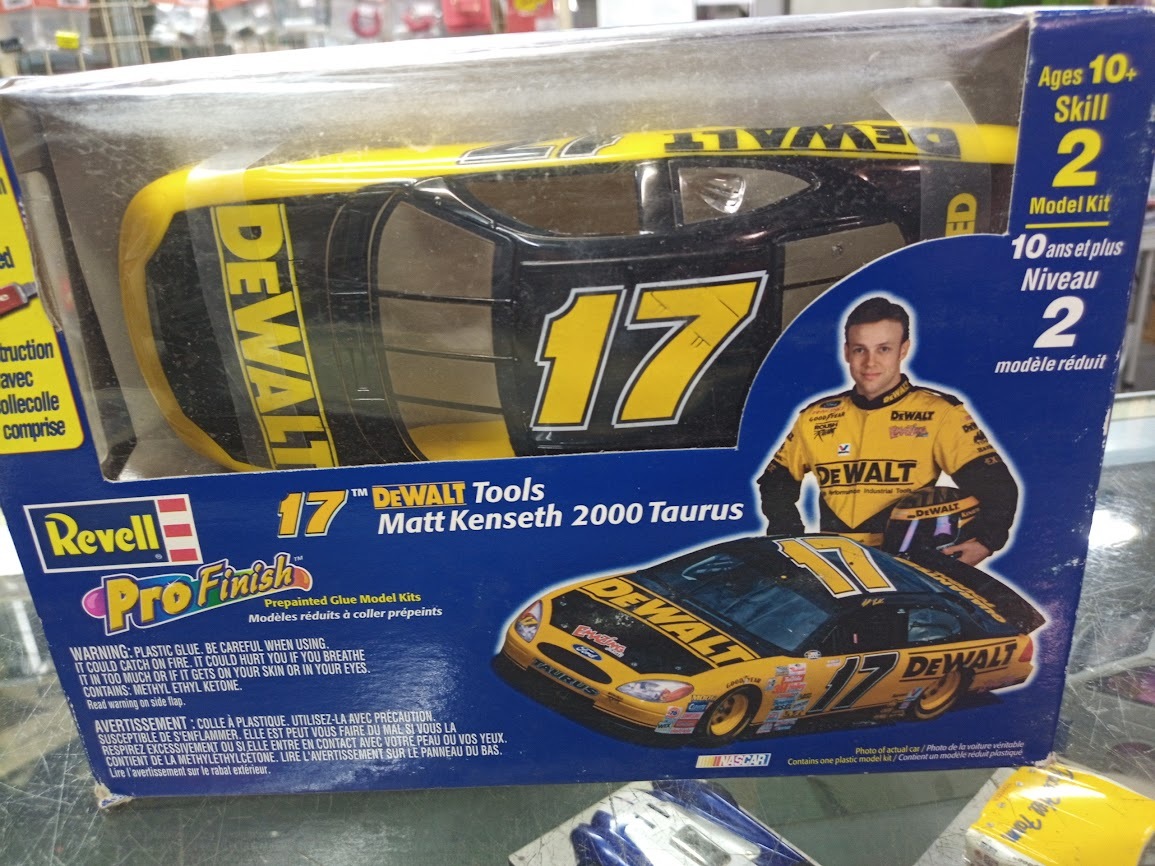 Ages 10+
Skill
2
Model Kit
10 ans et plus
Niveau
2
modèle réduit
DEWALT
DEWALT
17
truction
avec
ollecolle
comprise
Revell
17™ DEWALT Tools
Matt Kenseth 2000 Taurus
Pro Finish™
Prepainted Glue Model Kits
Modèles réduits à coller prépeints
WARNING: PLASTIC GLUE. BE CAREFUL WHEN USING.
IT COULD CATCH ON FIRE. IT COULD HURT YOU IF YOU BREATHE
IT IN TOO MUCH OR IF IT GETS ON YOUR SKIN OR IN YOUR EYES.
CONTAINS: METHYL ETHYL KETONE.
Read warning on side flap.
AVERTISSEMENT : COLLE À PLASTIQUE. UTILISEZ-LA AVEC PRÉCAUTION.
SUSCEPTIBLE DE S'ENFLAMMER. ELLE EST PEUT VOUS FAIRE DU MAL SI VOUS LA
RESPIREZ EXCESSIVEMENT OU SI ELLE ENTRE EN CONTACT AVEC VOTRE PEAU OU VOS YEUX.
CONTIENT DE LA MÉTHYLÉTHYLCÉTONE. LIRE L'AVERTISSEMENT SUR LE PANNEAU DU BAS.
Lire l'avertissement sur le rabat extérieur.
DEWALT
GOODYEAR
DEWALT
DEWALT
DEWALT
17
DEWALT
Ford
TAURUS
GOODYEAR
17
DEWALT
NASCAR
Photo of actual car / Photo de la voiture véritable
Contains one plastic model kit / Contient un modèle réduit plastique